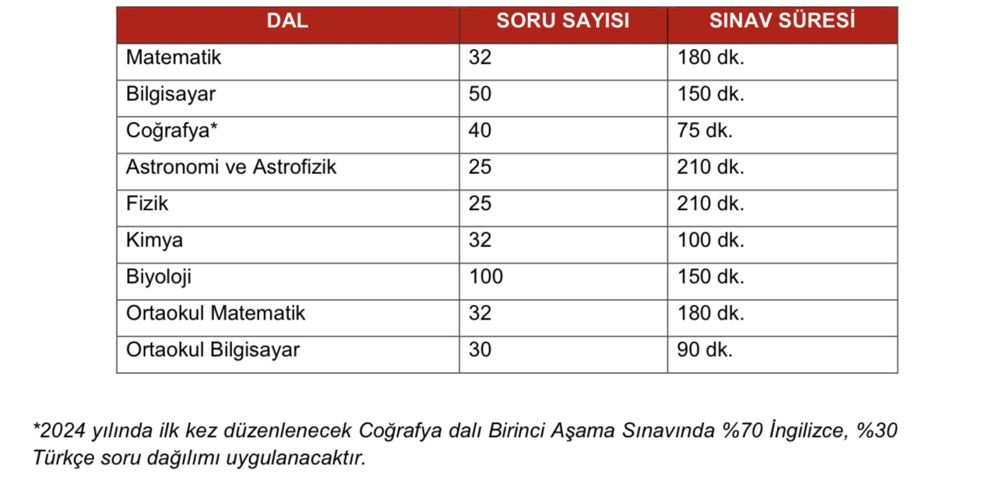 DAL SORU SAYISI SINAV SÜRESİ
Matematik 32 180 dk.
Bilgisayar 50 150 dk.
Coğrafya* 40 75 dk.
Astronomi ve Astrofizik 25 210 dk.
Fizik 25 210 dk.
Kimya 32 100 dk.
Biyoloji 100 150 dk.
Ortaokul Matematik 32 180 dk.
Ortaokul Bilgisayar 30 90 dk.
*2024 yılında ilk kez düzenlenecek Coğrafya dalı Birinci Aşama Sınavında %70 İngilizce, %30
Türkçe soru dağılımı uygulanacaktır.